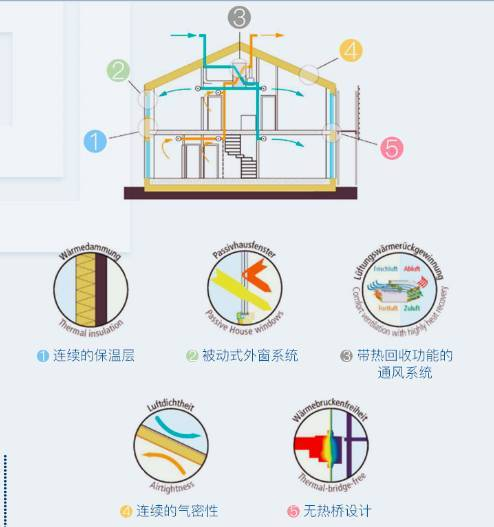 3
4
2
1
5
Wärmedämmung
Thermal insulation
1 连续的保温层
Passivhausfenster
Passive House windows
2 被动式外窗系统
Lüftungswärmerückgewinnung
Frischluft Abluft
Fortluft Zuluft
Comfort ventilation with highly heat recovery
3 带热回收功能的
通风系统
Luftdichtheit
Airtightness
4 连续的气密性
Wärmebrückenfreiheit
Thermal-bridge-free
5 无热桥设计